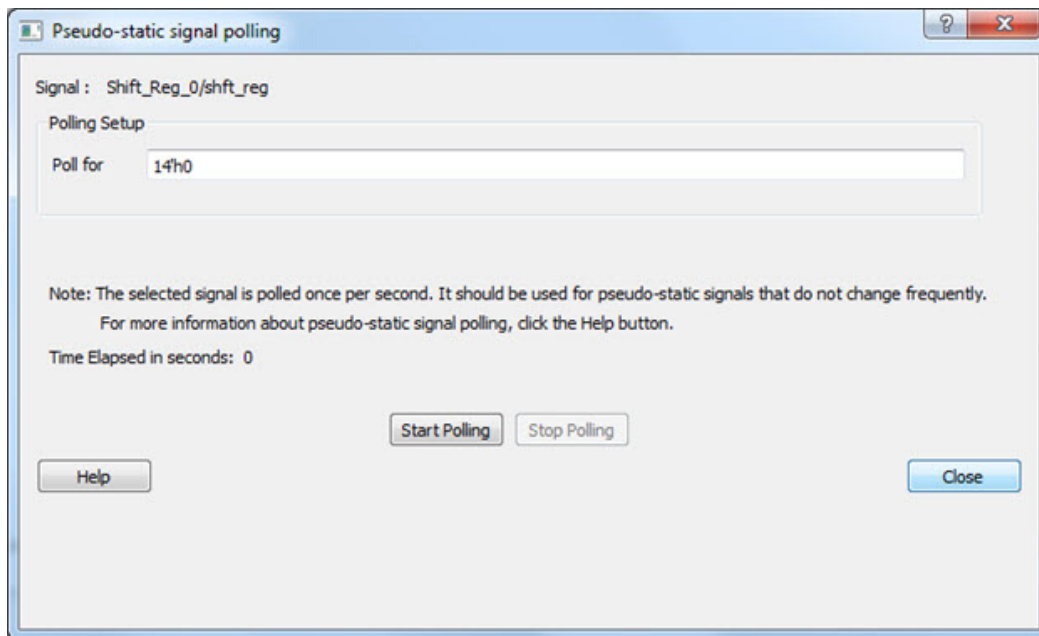 Pseudo-static signal polling
Signal : Shift_Reg_0/shft_reg
Polling Setup
Poll for 14'h0
Note: The selected signal is polled once per second. It should be used for pseudo-static signals that do not change frequently.
For more information about pseudo-static signal polling, click the Help button.
Time Elapsed in seconds: 0
Start Polling Stop Polling
Help Close